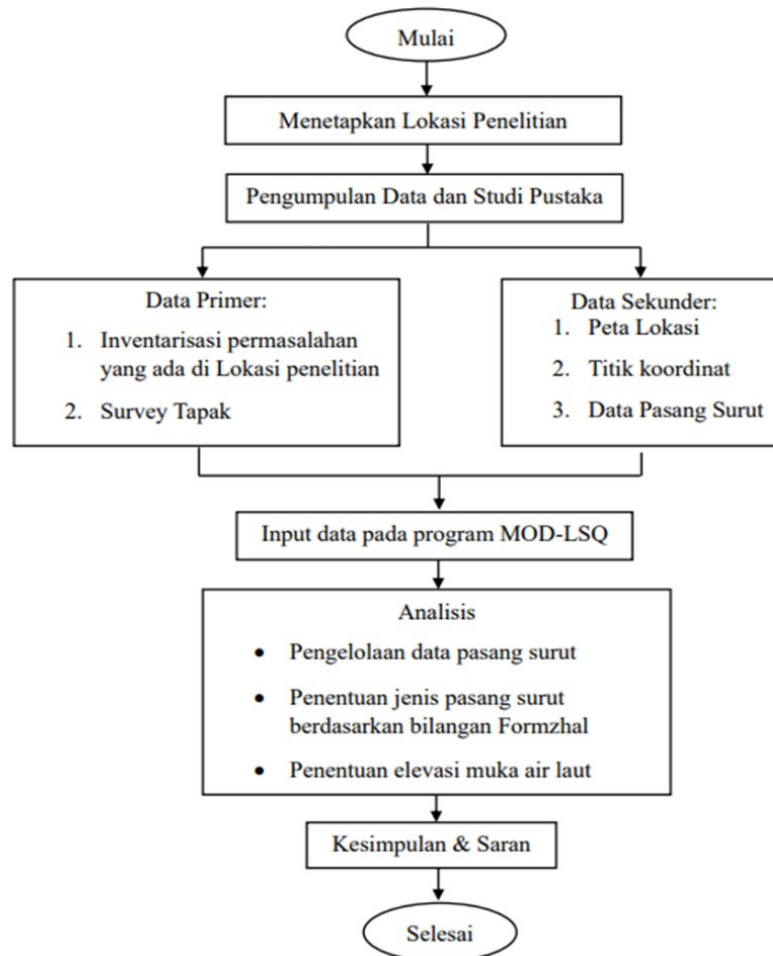 Mulai
Menetapkan Lokasi Penelitian
Pengumpulan Data dan Studi Pustaka
Data Primer:
1. Inventarisasi permasalahan
yang ada di Lokasi penelitian
2. Survey Tapak
Data Sekunder:
1. Peta Lokasi
2. Titik koordinat
3. Data Pasang Surut
Input data pada program MOD-LSQ
Analisis
• Pengelolaan data pasang surut
• Penentuan jenis pasang surut
berdasarkan bilangan Formzhal
• Penentuan elevasi muka air laut
Kesimpulan & Saran
Selesai